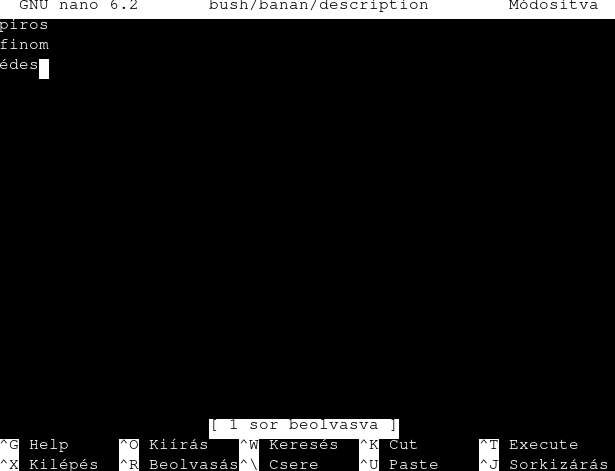 GNU nano 6.2 bush/banan/description Módosítva
piros
finom
édes
[ 1 sor beolvasva ]
^G Help ^O Kiírás ^W Keresés ^K Cut ^T Execute
^X Kilépés ^R Beolvasás ^\ Csere ^U Paste ^J Sorkizárás